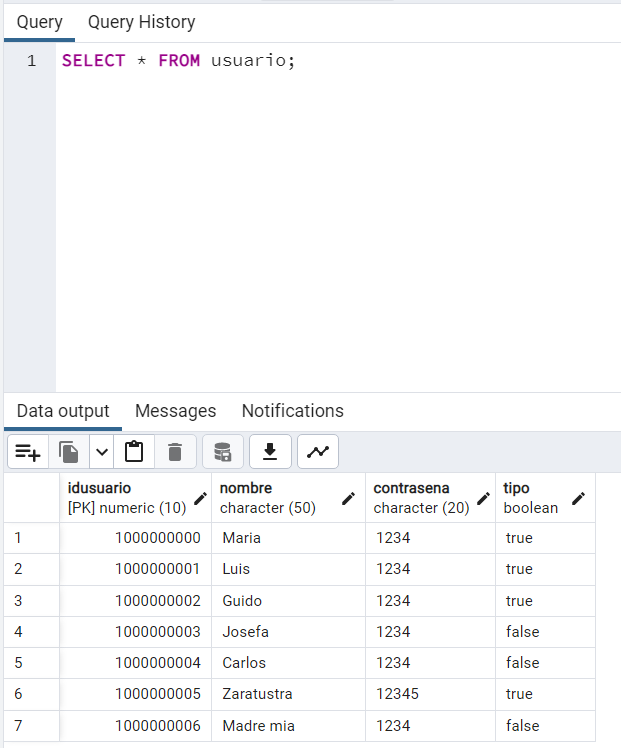 Query Query History
1 SELECT * FROM usuario;
Data output Messages Notifications
idusuario nombre contrasena tipo
[PK] numeric (10) character (50) character (20) boolean
1 1000000000 Maria 1234 true
2 1000000001 Luis 1234 true
3 1000000002 Guido 1234 true
4 1000000003 Josefa 1234 false
5 1000000004 Carlos 1234 false
6 1000000005 Zaratustra 12345 true
7 1000000006 Madre mia 1234 false